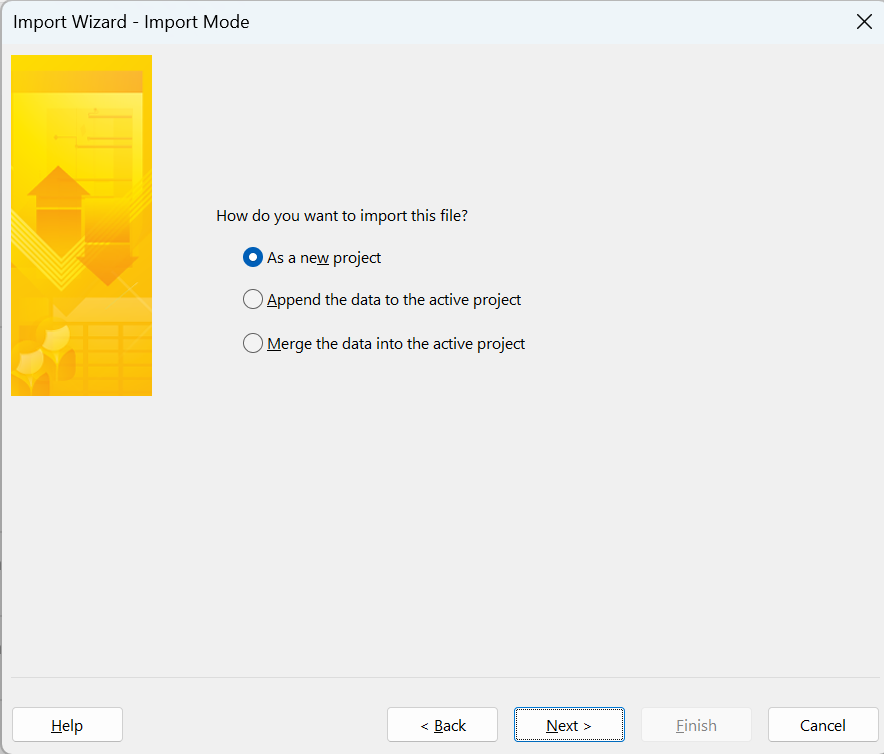 Import Wizard - Import Mode
How do you want to import this file?
As a new project
Append the data to the active project
Merge the data into the active project
Help
< Back
Next >
Finish
Cancel